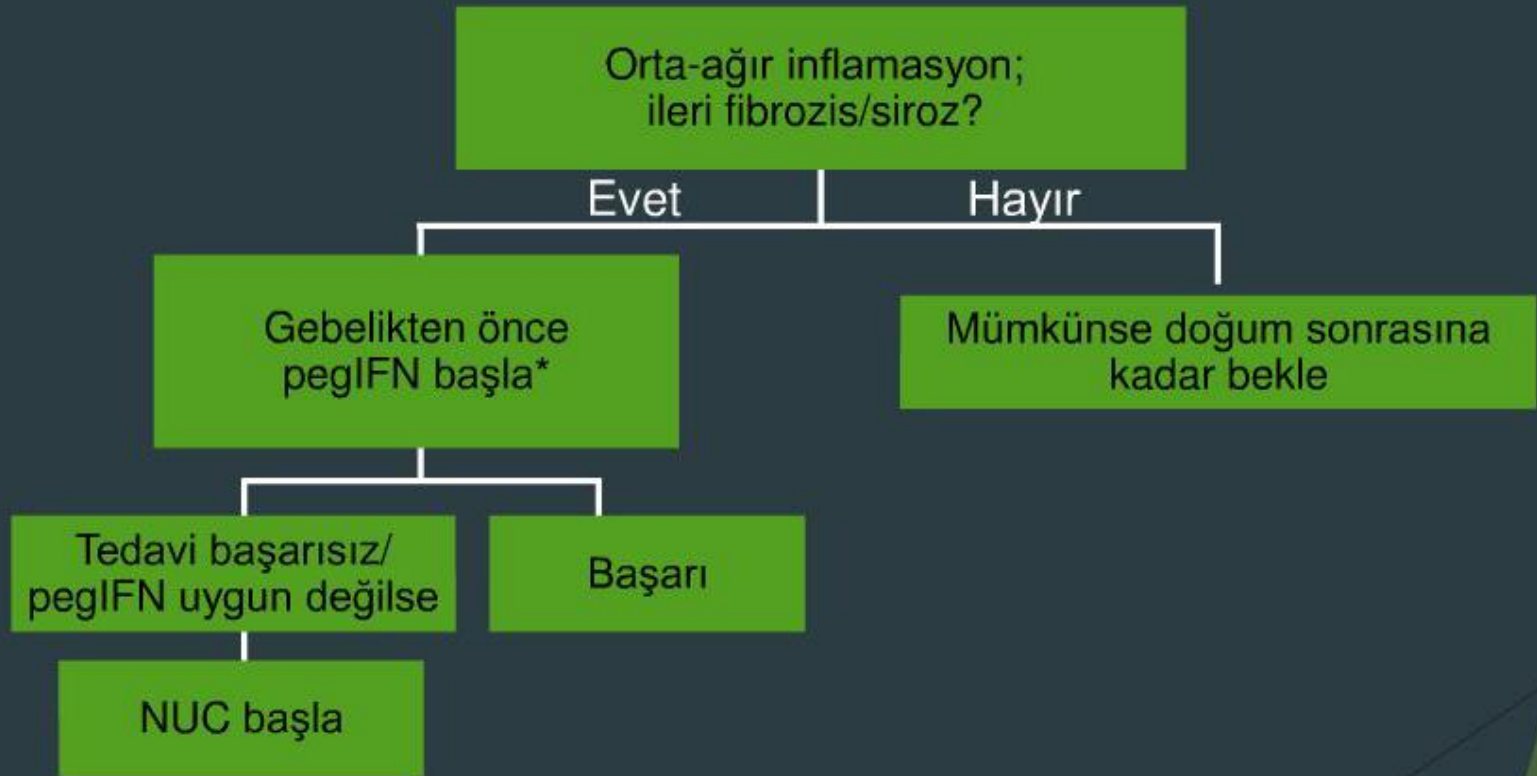 Orta-ağır inflamasyon;
ileri fibrozis/siroz?
Evet
Hayır
Gebelikten önce
pegIFN başla*
Mümkünse doğum sonrasına
kadar bekle
Tedavi başarısız/
pegIFN uygun değilse
Başarı
NUC başla